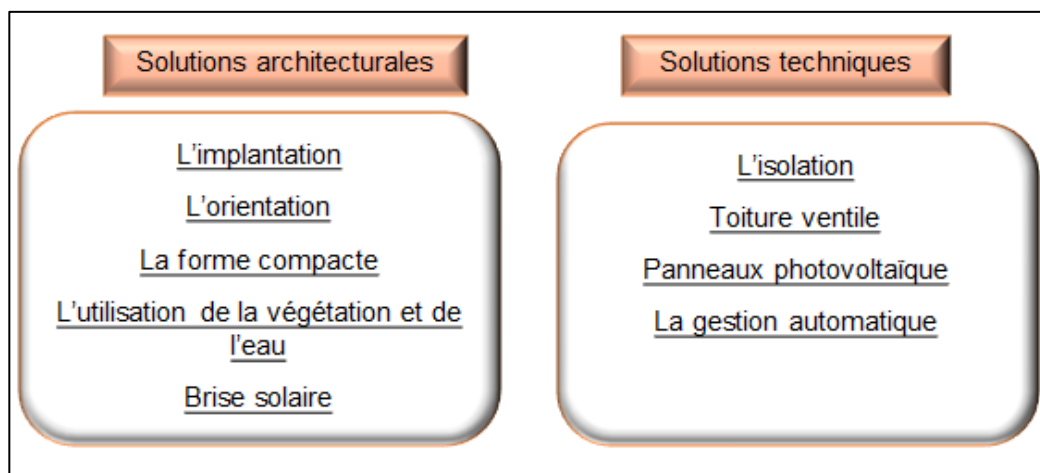 Solutions architecturales
L'implantation
L'orientation
La forme compacte
L'utilisation de la végétation et de
l'eau
Brise solaire
Solutions techniques
L'isolation
Toiture ventile
Panneaux photovoltaïque
La gestion automatique